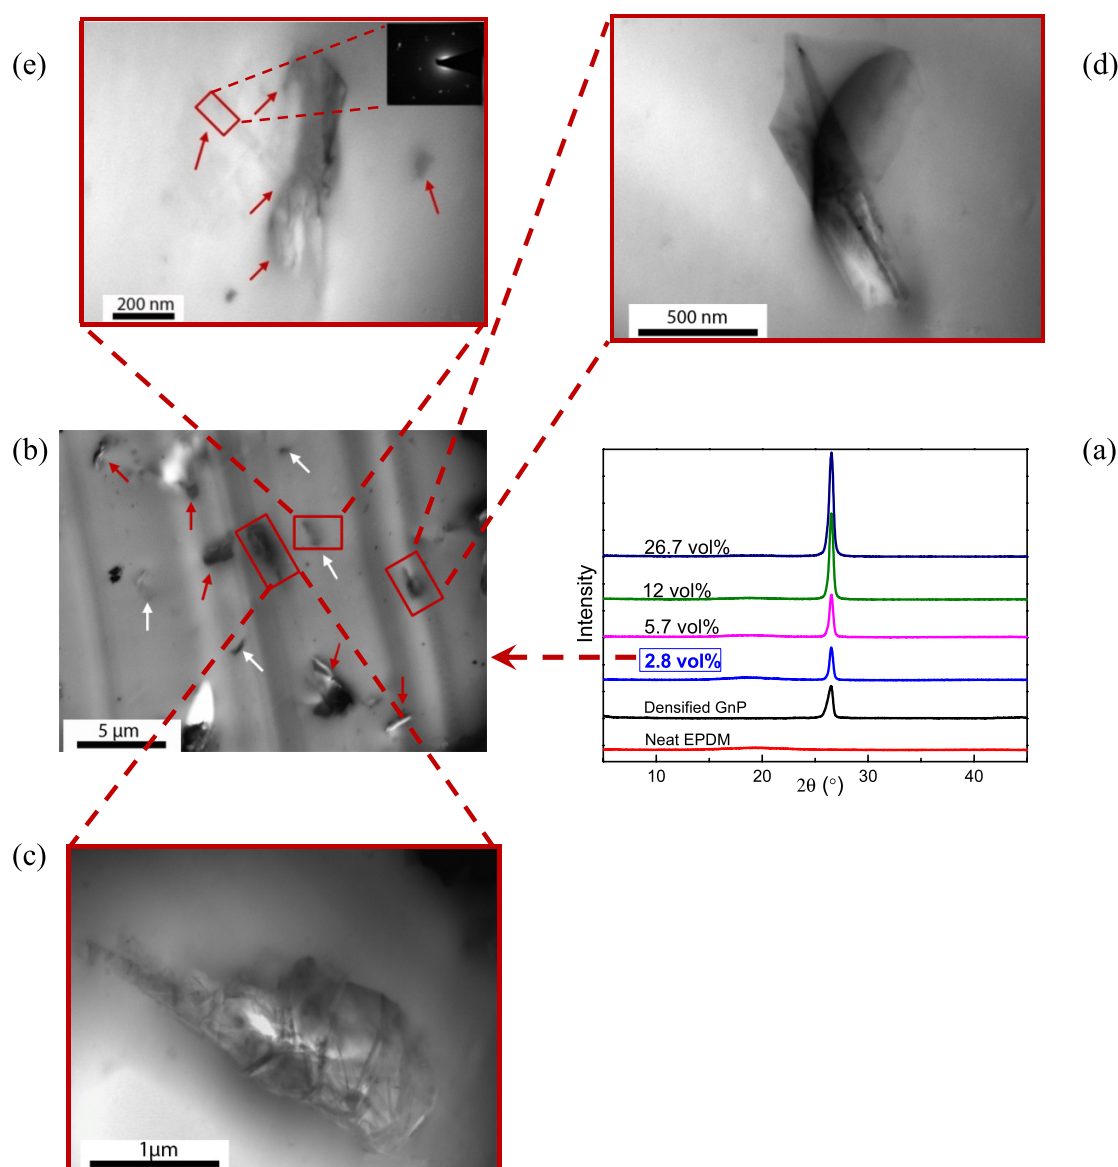 (e)
(d)
200 nm
500 nm
(b)
(a)
26.7 vol%
12 vol%
5.7 vol%
2.8 vol%
Densified GnP
Neat EPDM
Intensity
10
20
30
40
2θ (°)
5 µm
(c)
1µm